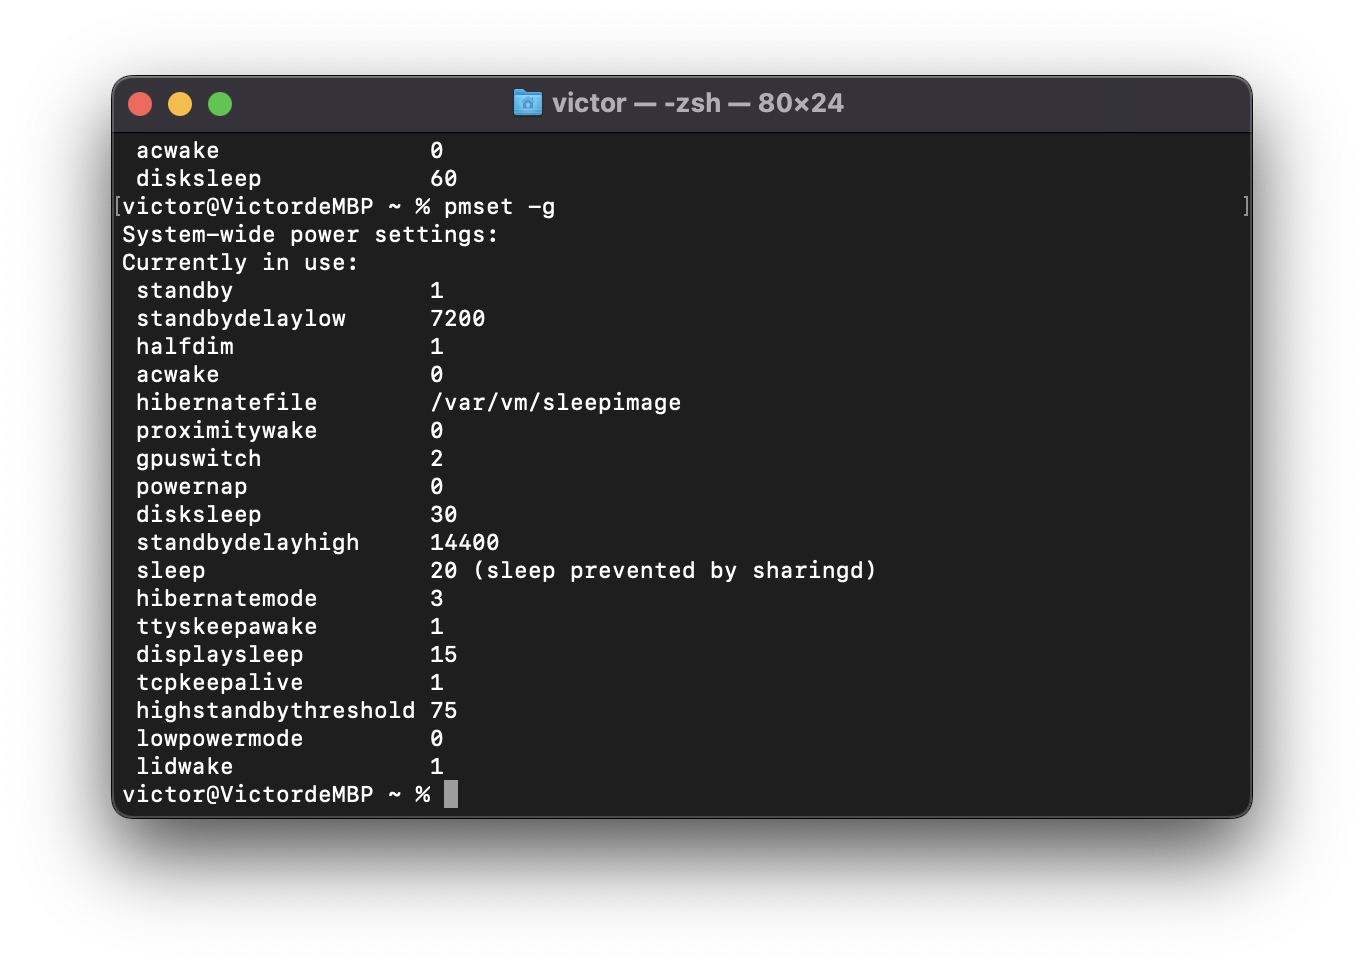 victor — -zsh — 80×24
acwake 0
disksleep 60
[victor@VictordeMBP ~ % pmset -g ]
System-wide power settings:
Currently in use:
standby 1
standbydelaylow 7200
halfdim 1
acwake 0
hibernatefile /var/vm/sleepimage
proximitywake 0
gpuswitch 2
powernap 0
disksleep 30
standbydelayhigh 14400
sleep 20 (sleep prevented by sharingd)
hibernatemode 3
ttyskeepawake 1
displaysleep 15
tcpkeepalive 1
highstandbythreshold 75
lowpowermode 0
lidwake 1
victor@VictordeMBP ~ %